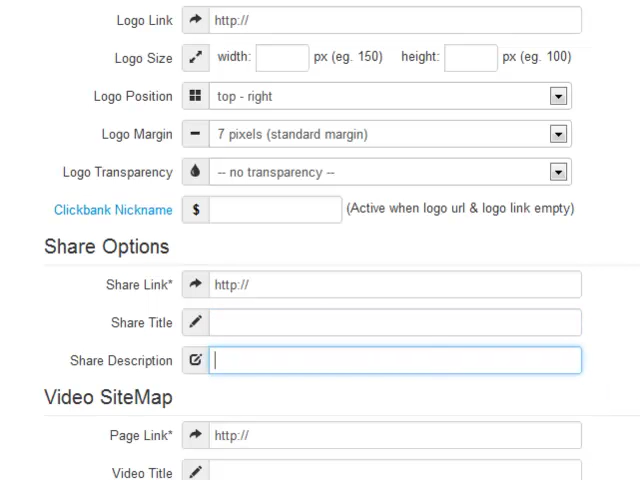 Logo Link http://
Logo Size width: px (eg. 150) height: px (eg. 100)
Logo Position top - right
Logo Margin 7 pixels (standard margin)
Logo Transparency -- no transparency --
Clickbank Nickname $ (Active when logo url & logo link empty)
Share Options
Share Link* http://
Share Title
Share Description
Video SiteMap
Page Link* http://
Video Title